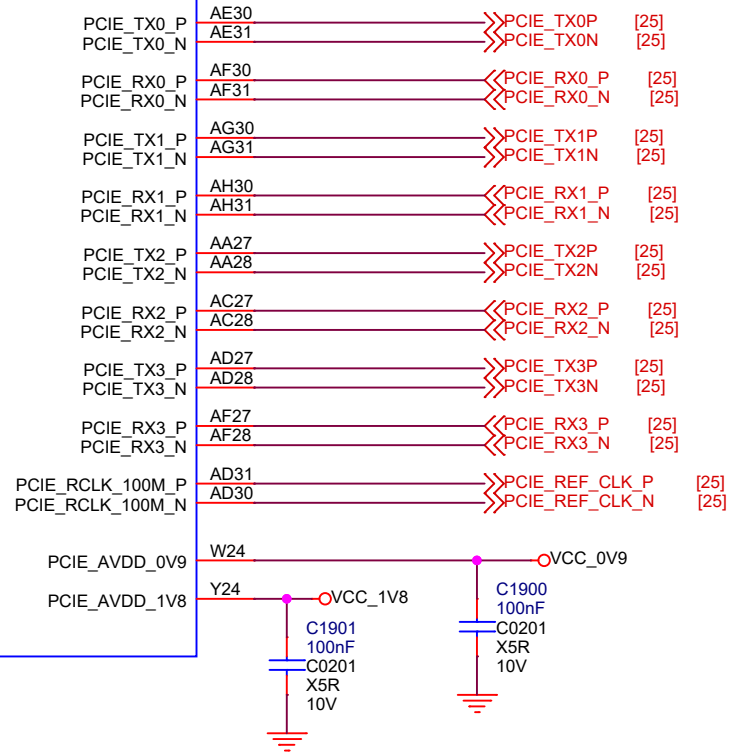 PCIE_TX0_P AE30 PCIE_TX0P [25]
PCIE_TX0_N AE31 PCIE_TX0N [25]
PCIE_RX0_P AF30 PCIE_RX0_P [25]
PCIE_RX0_N AF31 PCIE_RX0_N [25]
PCIE_TX1_P AG30 PCIE_TX1P [25]
PCIE_TX1_N AG31 PCIE_TX1N [25]
PCIE_RX1_P AH30 PCIE_RX1_P [25]
PCIE_RX1_N AH31 PCIE_RX1_N [25]
PCIE_TX2_P AA27 PCIE_TX2P [25]
PCIE_TX2_N AA28 PCIE_TX2N [25]
PCIE_RX2_P AC27 PCIE_RX2_P [25]
PCIE_RX2_N AC28 PCIE_RX2_N [25]
PCIE_TX3_P AD27 PCIE_TX3P [25]
PCIE_TX3_N AD28 PCIE_TX3N [25]
PCIE_RX3_P AF27 PCIE_RX3_P [25]
PCIE_RX3_N AF28 PCIE_RX3_N [25]
PCIE_RCLK_100M_P AD31 PCIE_REF_CLK_P [25]
PCIE_RCLK_100M_N AD30 PCIE_REF_CLK_N [25]
PCIE_AVDD_0V9 W24 VCC_0V9
PCIE_AVDD_1V8 Y24 VCC_1V8
C1900
100nF
C0201
X5R
10V
C1901
100nF
C0201
X5R
10V